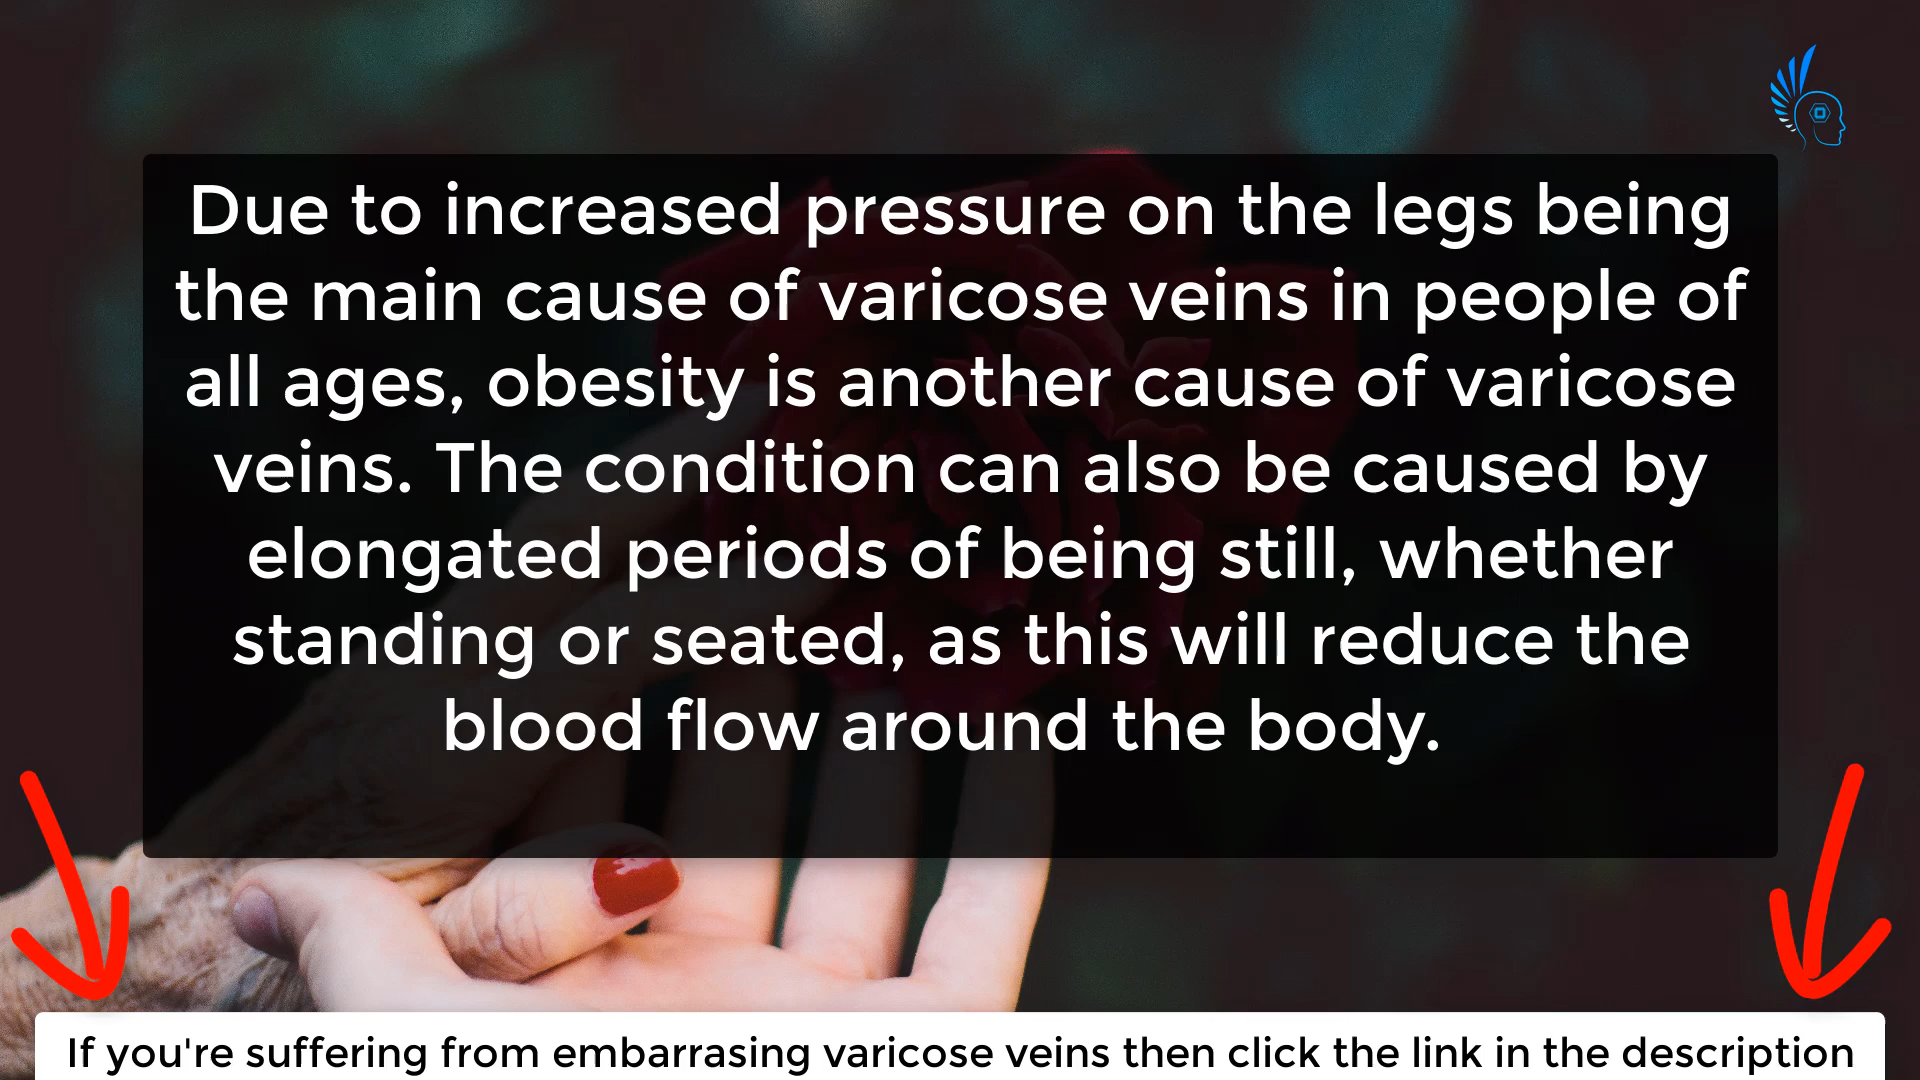 Due to increased pressure on the legs being
the main cause of varicose veins in people of
all ages, obesity is another cause of varicose
veins. The condition can also be caused by
elongated periods of being still, whether
standing or seated, as this will reduce the
blood flow around the body.
If you're suffering from embarrasing varicose veins then click the link in the description